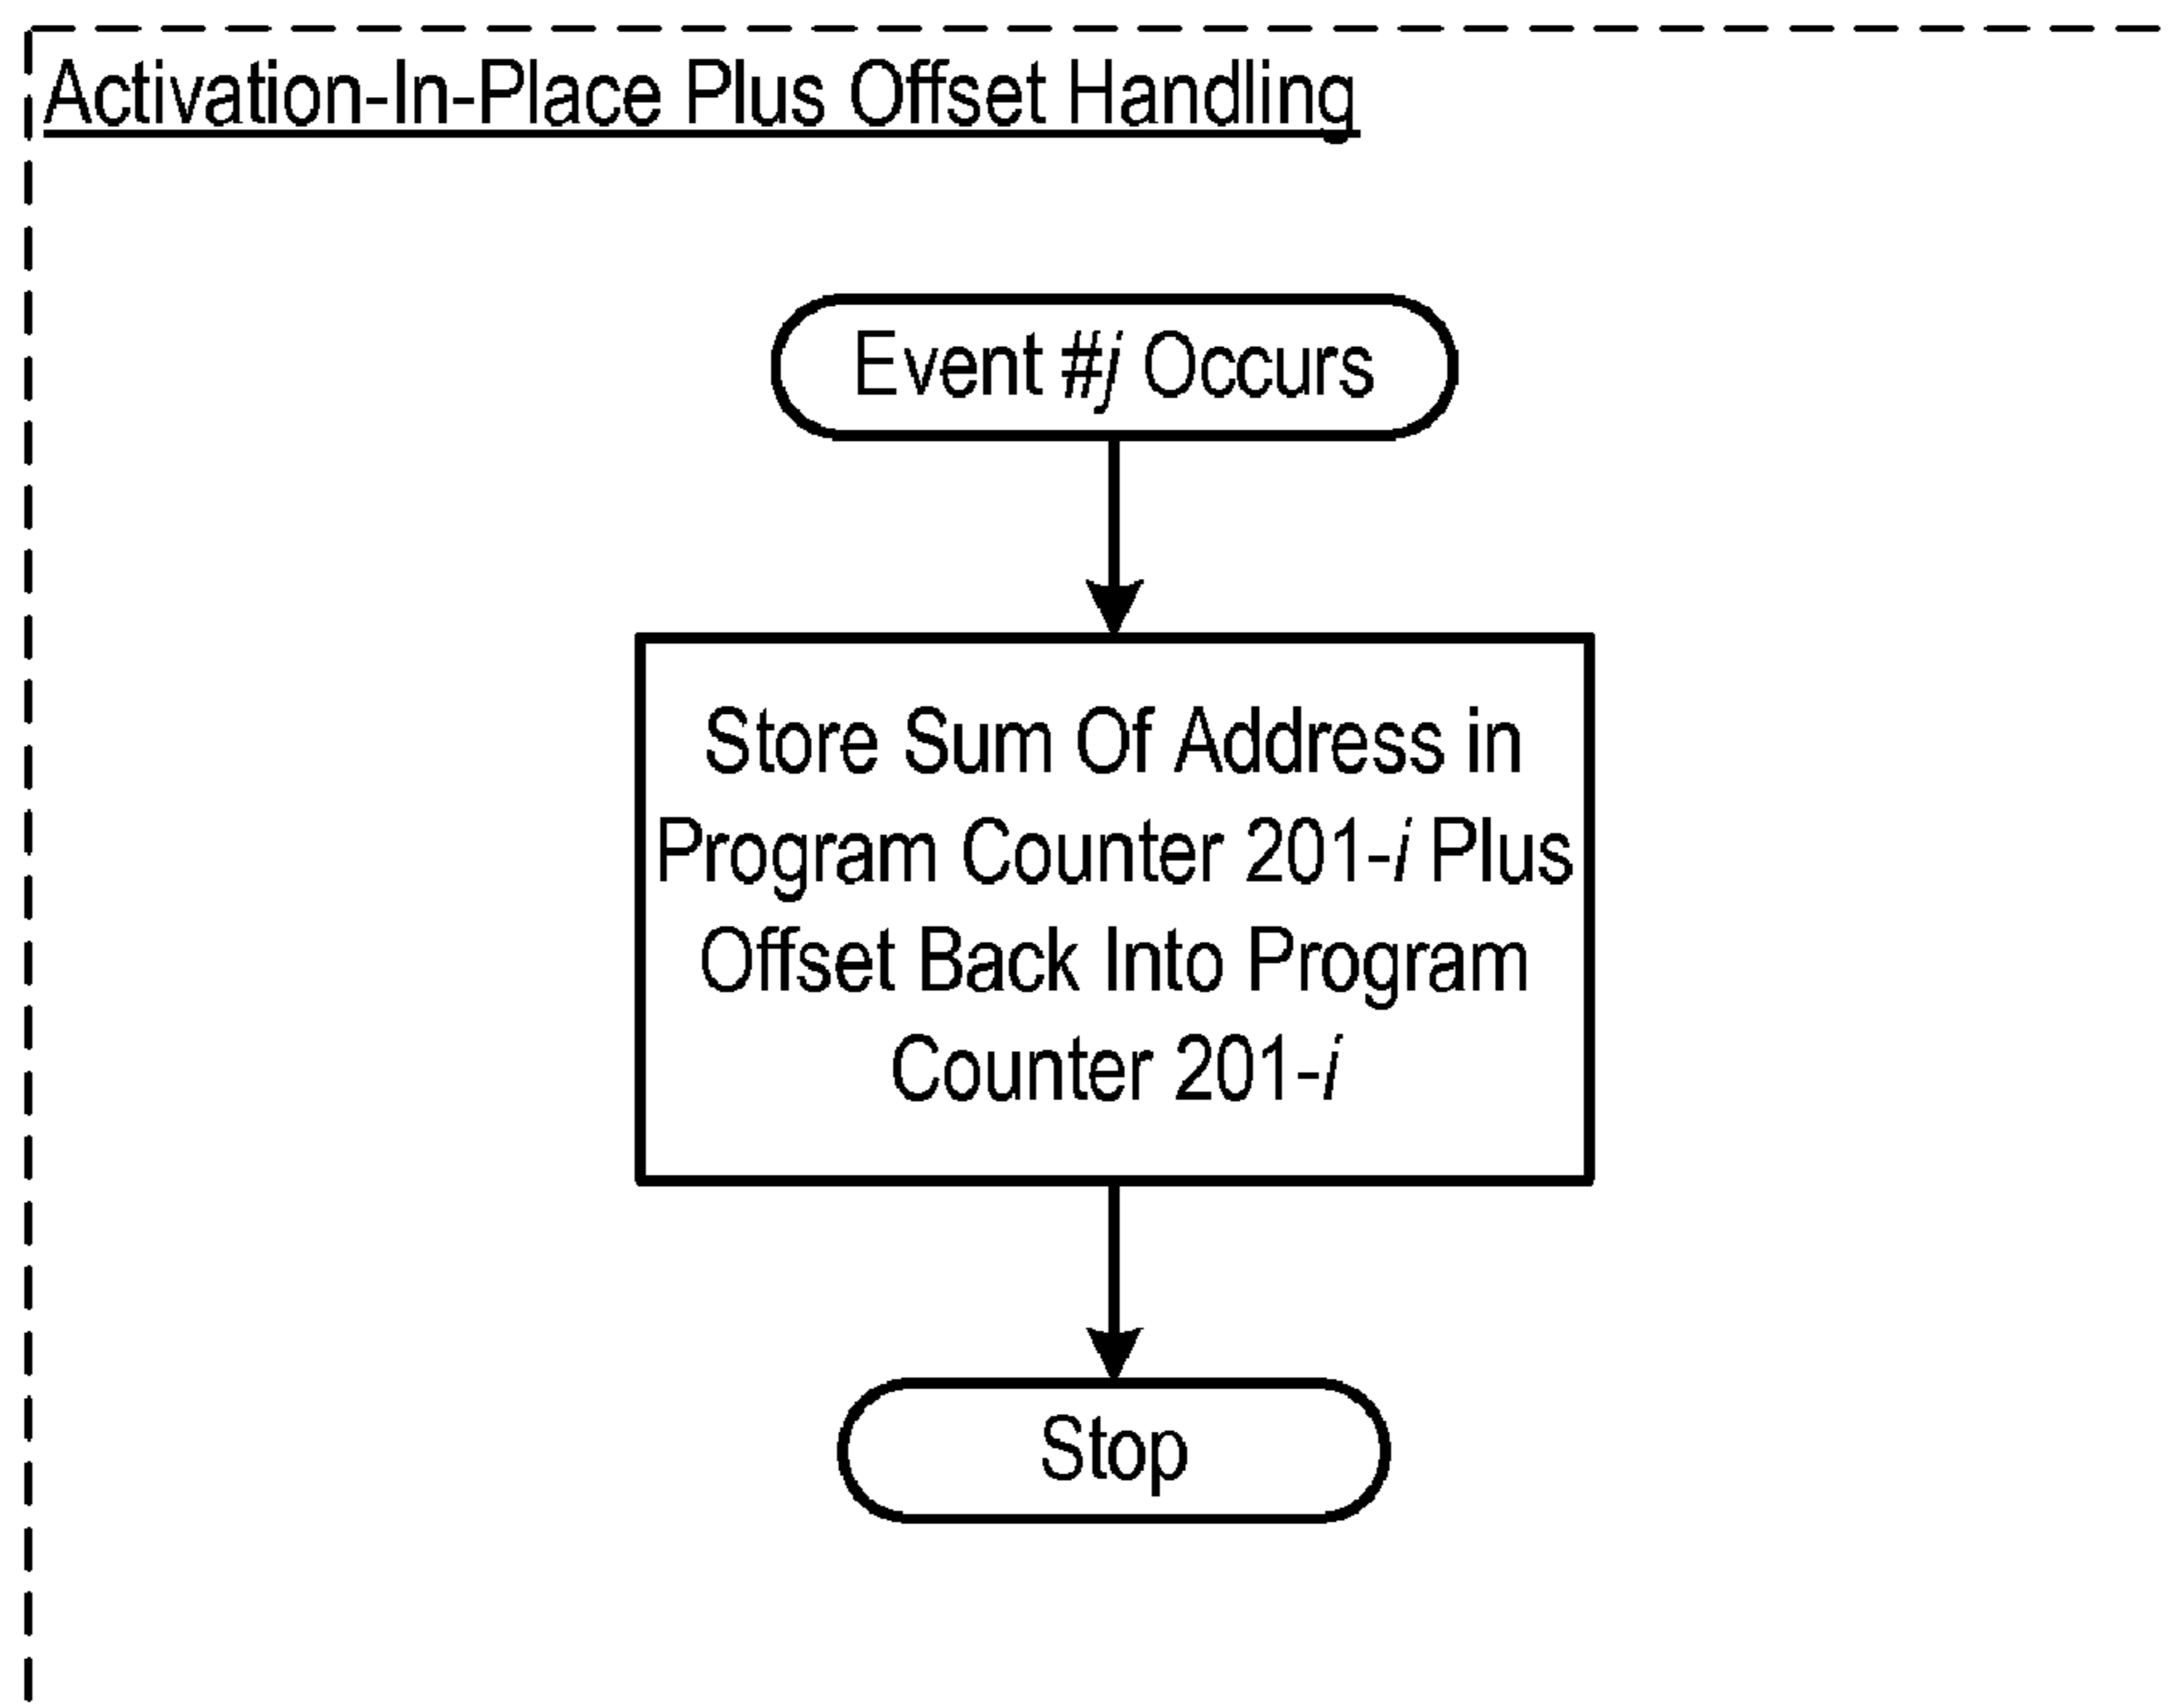 Activation-In-Place Plus Offset Handling
Event #j Occurs
Store Sum Of Address in
Program Counter 201-i Plus
Offset Back Into Program
Counter 201-i
Stop